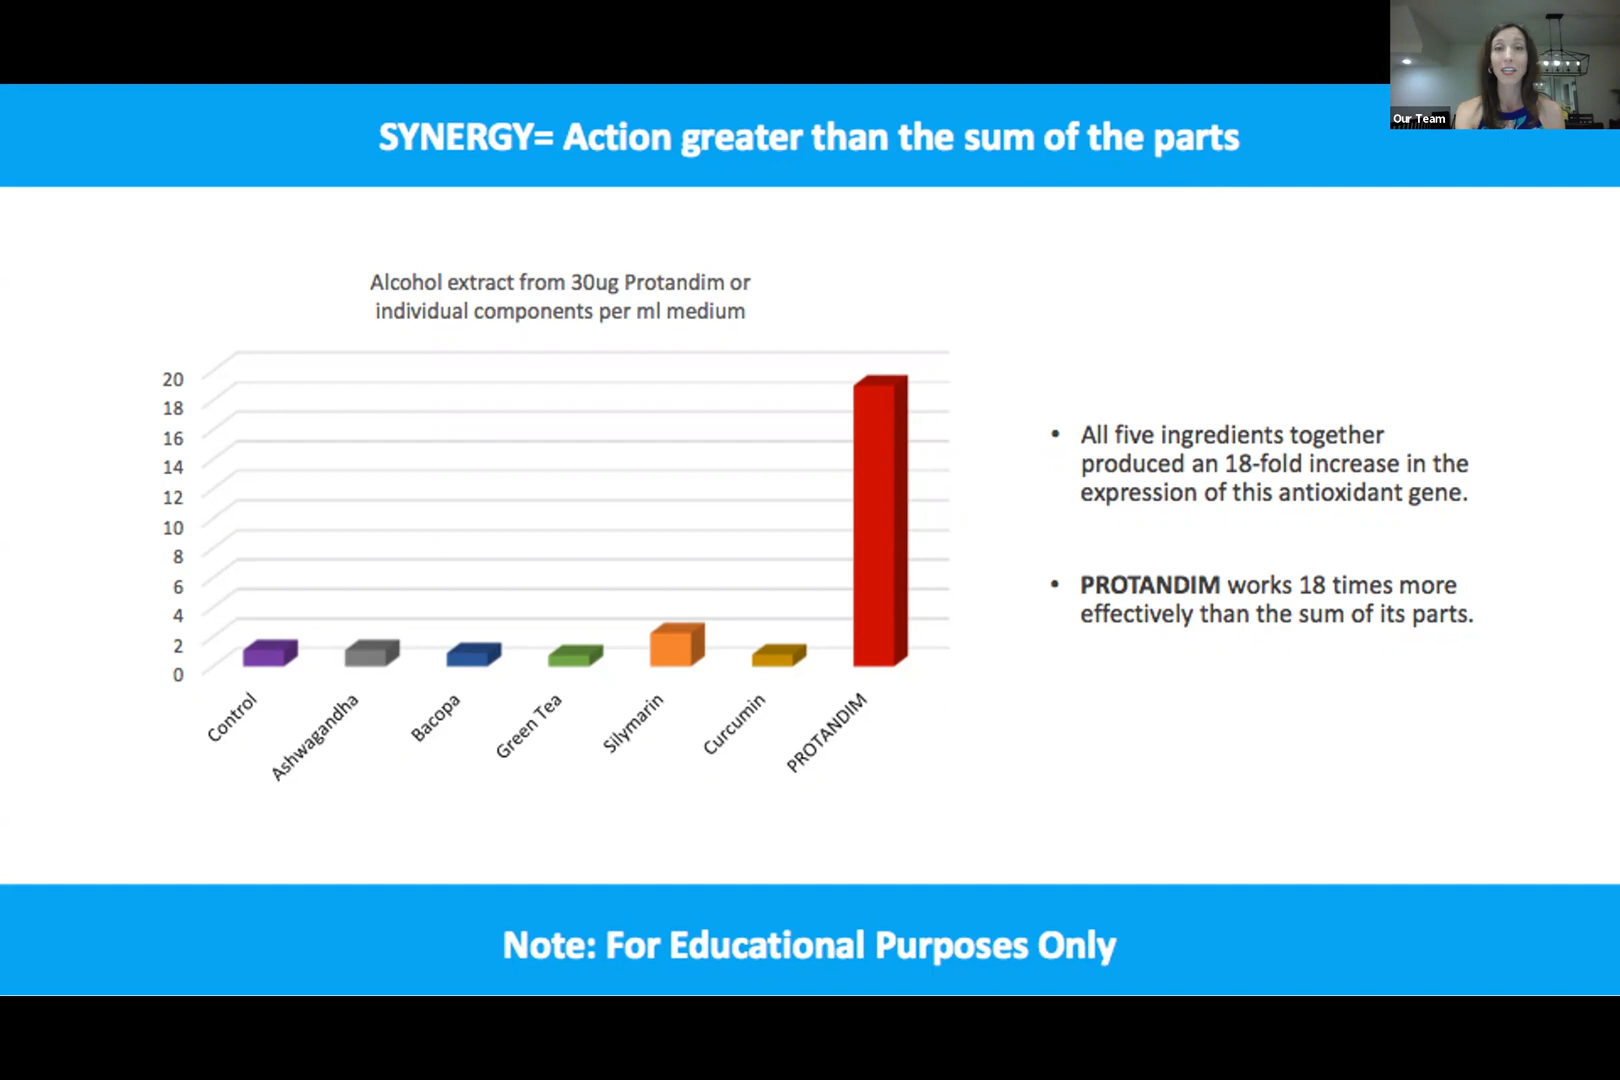 Our Team
SYNERGY= Action greater than the sum of the parts
Alcohol extract from 30ug Protandim or
individual components per ml medium
20
18
16
14
12
10
8
6
4
2
0
Control
Ashwagandha
Bacopa
Green Tea
Silymarin
Curcumin
PROTANDIM
• All five ingredients together
produced an 18-fold increase in the
expression of this antioxidant gene.
• PROTANDIM works 18 times more
effectively than the sum of its parts.
Note: For Educational Purposes Only